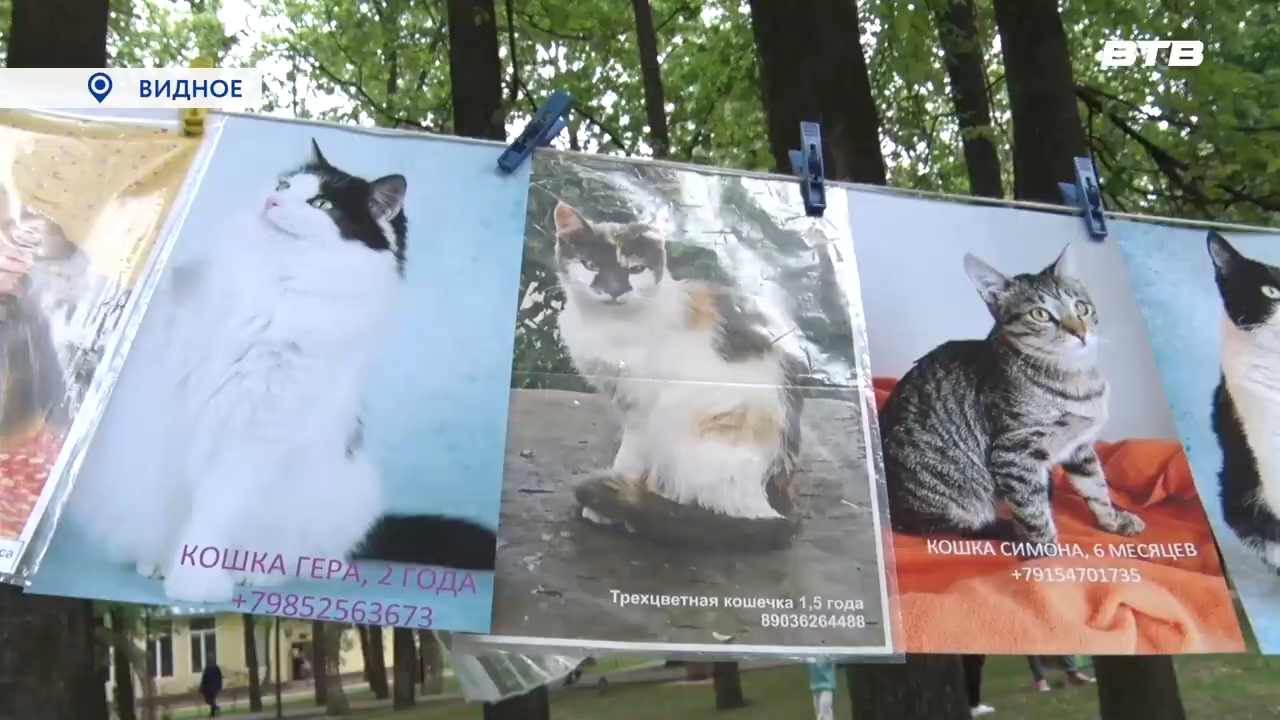 ВИДНОЕ
ВТВ
КОШКА ГЕРА, 2 ГОДА
+79852563673
Трехцветная кошечка 1,5 года
89036264488
КОШКА СИМОНА, 6 МЕСЯЦЕВ
+79154701735